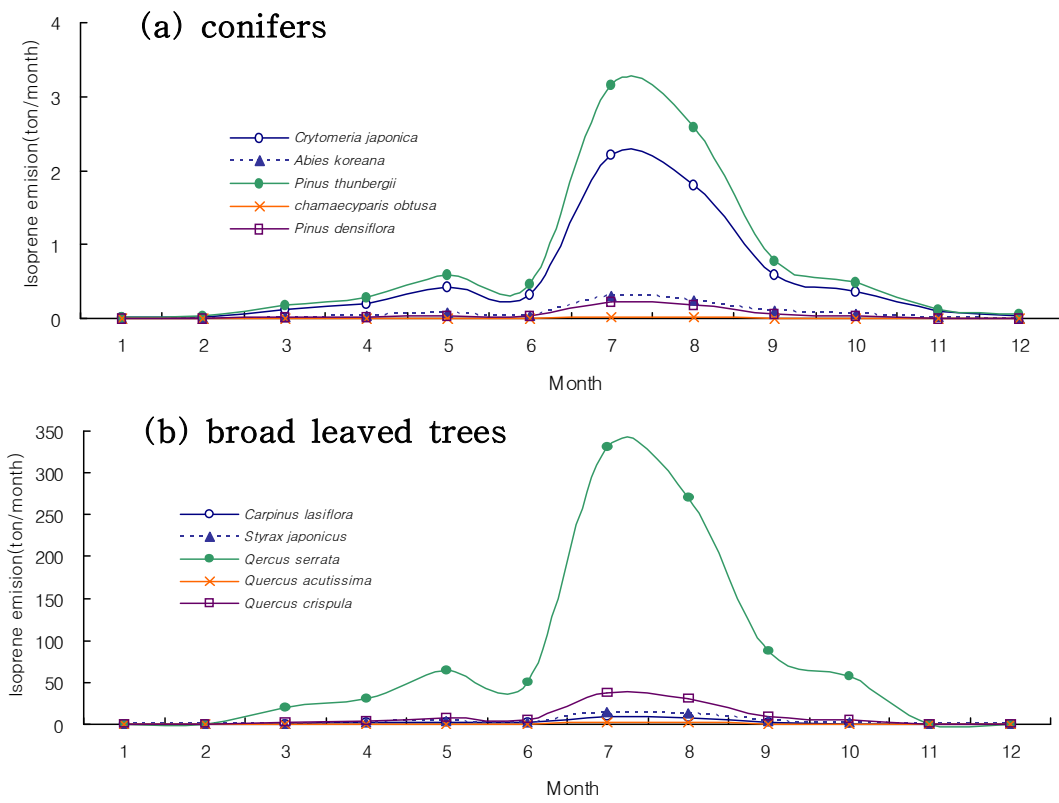 (a) conifers
Isoprene emision(ton/month)
4
3
2
1
0
Crytomeria japonica
Abies koreana
Pinus thunbergii
chamaecyparis obtusa
Pinus densiflora
1 2 3 4 5 6 7 8 9 10 11 12
Month
(b) broad leaved trees
Isoprene emision(ton/month)
350
300
250
200
150
100
50
0
Carpinus lasiflora
Styrax japonicus
Qercus serrata
Quercus acutissima
Quercus crispula
1 2 3 4 5 6 7 8 9 10 11 12
Month